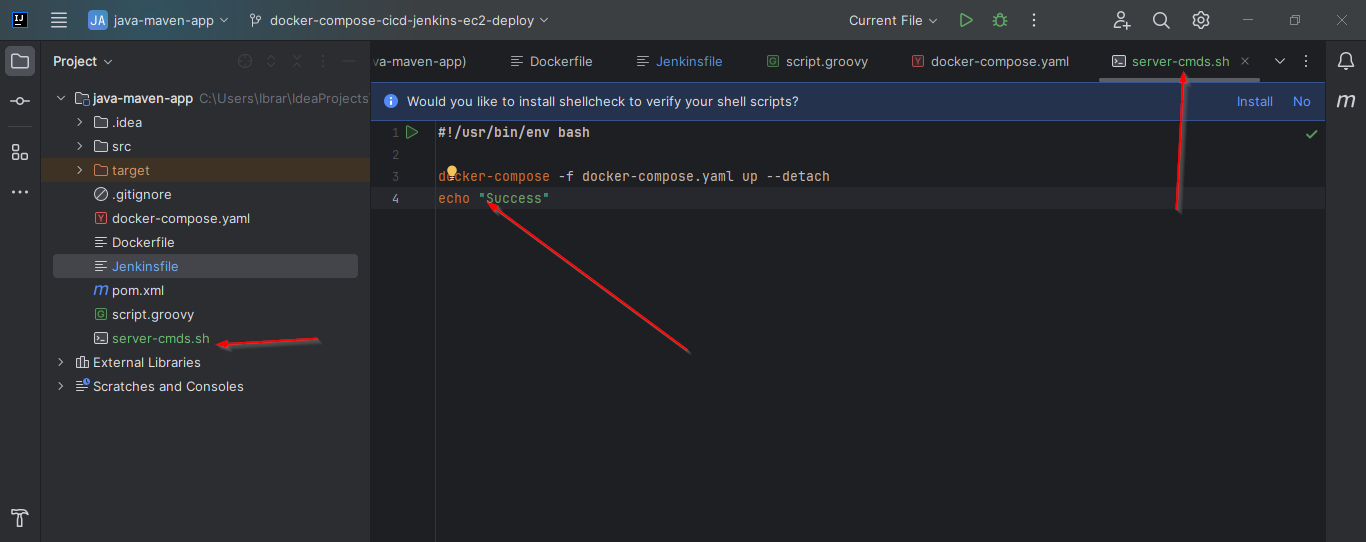 JA java-maven-app docker-compose-cicd-jenkins-ec2-deploy Current File
Project
va-maven-app) Dockerfile Jenkinsfile script.groovy docker-compose.yaml server-cmds.sh
java-maven-app C:\Users\Ibrar\IdeaProjects\
Would you like to install shellcheck to verify your shell scripts? Install No
.idea
src
target
.gitignore
docker-compose.yaml
Dockerfile
Jenkinsfile
pom.xml
script.groovy
server-cmds.sh
External Libraries
Scratches and Consoles
1 #!/usr/bin/env bash
2
3 docker-compose -f docker-compose.yaml up --detach
4 echo "Success"